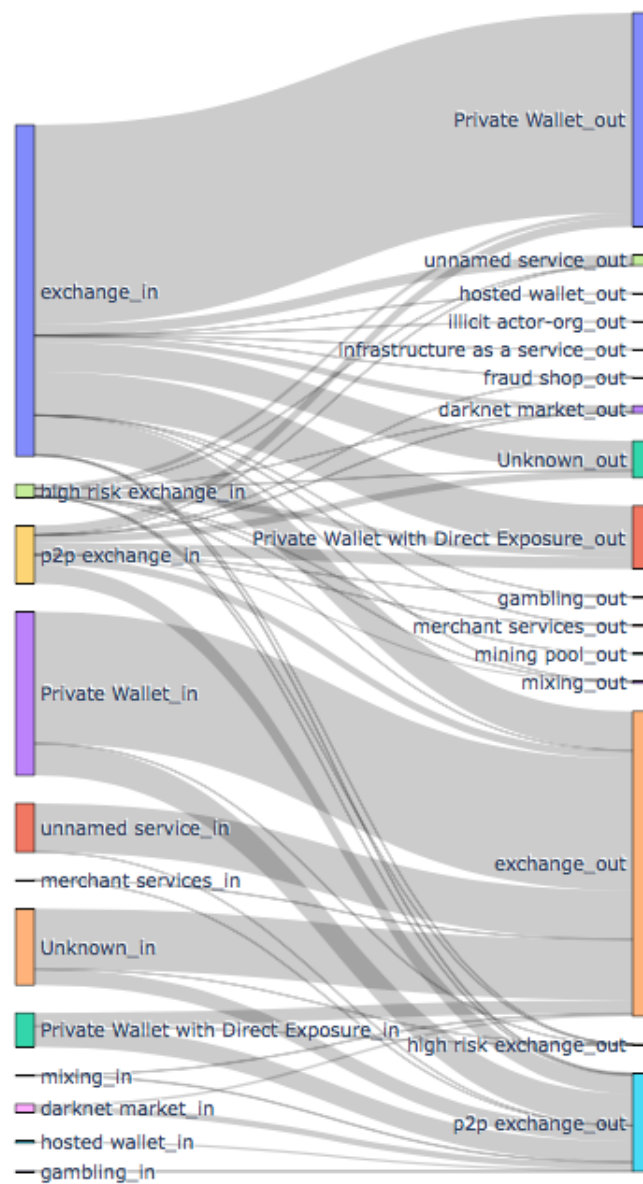 Private Wallet_out
unnamed service_out
exchange_in
hosted wallet_out
illicit actor-org_out
infrastructure as a service_out
fraud shop_out
darknet market_out
Unknown_out
high risk exchange_in
Private Wallet with Direct Exposure_out
p2p exchange_in
gambling_out
merchant services_out
mining pool_out
mixing_out
Private Wallet_in
unnamed service_in
exchange_out
merchant services_in
Unknown_in
Private Wallet with Direct Exposure_in
high risk exchange_out
mixing_in
darknet market_in
p2p exchange_out
hosted wallet_in
gambling_in